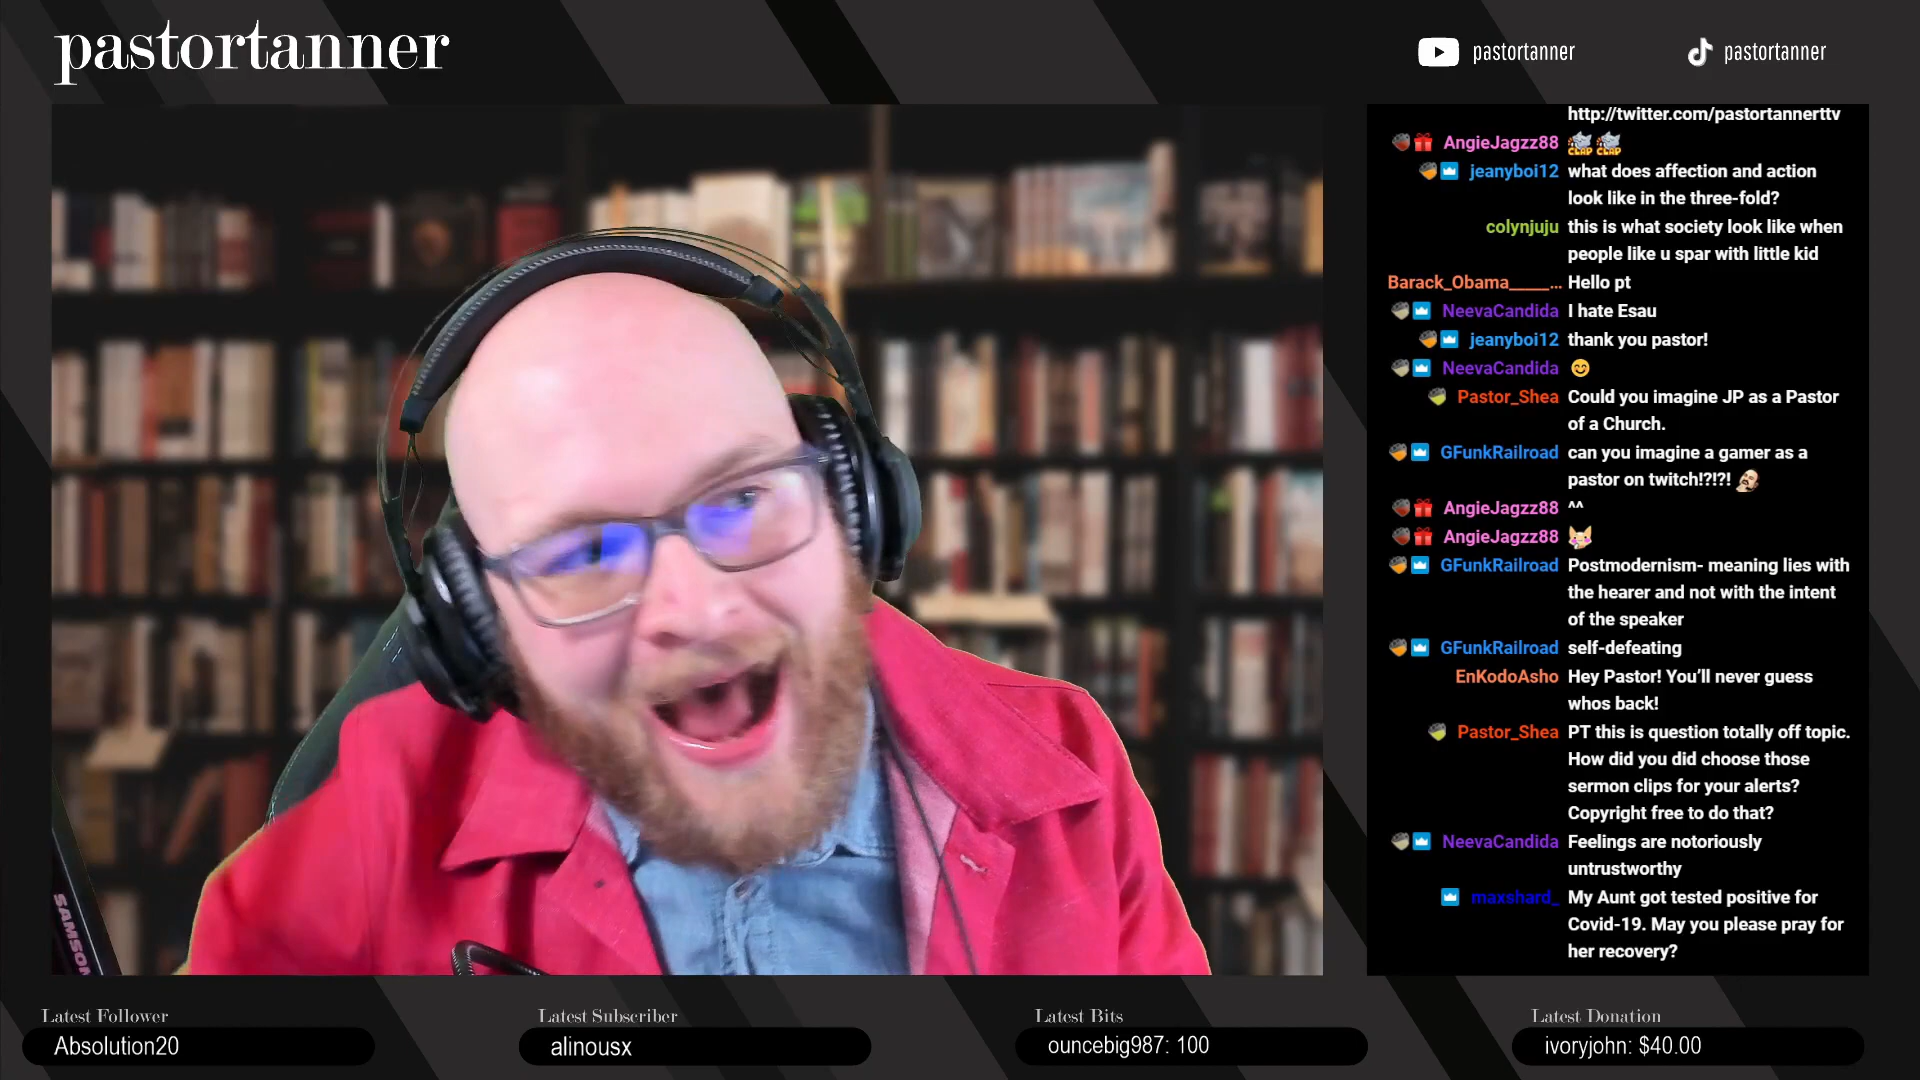 pastortanner
pastortanner
pastortanner
http://twitter.com/pastortannerttv
AngieJagzz88 CLAP CLAP
jeanyboi12 what does affection and action
look like in the three-fold?
colynjuju this is what society look like when
people like u spar with little kid
Barack_Obama____... Hello pt
NeevaCandida I hate Esau
jeanyboi12 thank you pastor!
NeevaCandida
Pastor_Shea Could you imagine JP as a Pastor
of a Church.
GFunkRailroad can you imagine a gamer as a
pastor on twitch!?!?!
AngieJagzz88 ^^
AngieJagzz88
GFunkRailroad Postmodernism- meaning lies with
the hearer and not with the intent
of the speaker
GFunkRailroad self-defeating
EnKodoAsho Hey Pastor! You’ll never guess
whos back!
Pastor_Shea PT this is question totally off topic.
How did you did choose those
sermon clips for your alerts?
Copyright free to do that?
NeevaCandida Feelings are notoriously
untrustworthy
maxshard_ My Aunt got tested positive for
Covid-19. May you please pray for
her recovery?
SAMSON
Latest Follower
Absolution20
Latest Subscriber
alinousx
Latest Bits
ouncebig987: 100
Latest Donation
ivoryjohn: $40.00